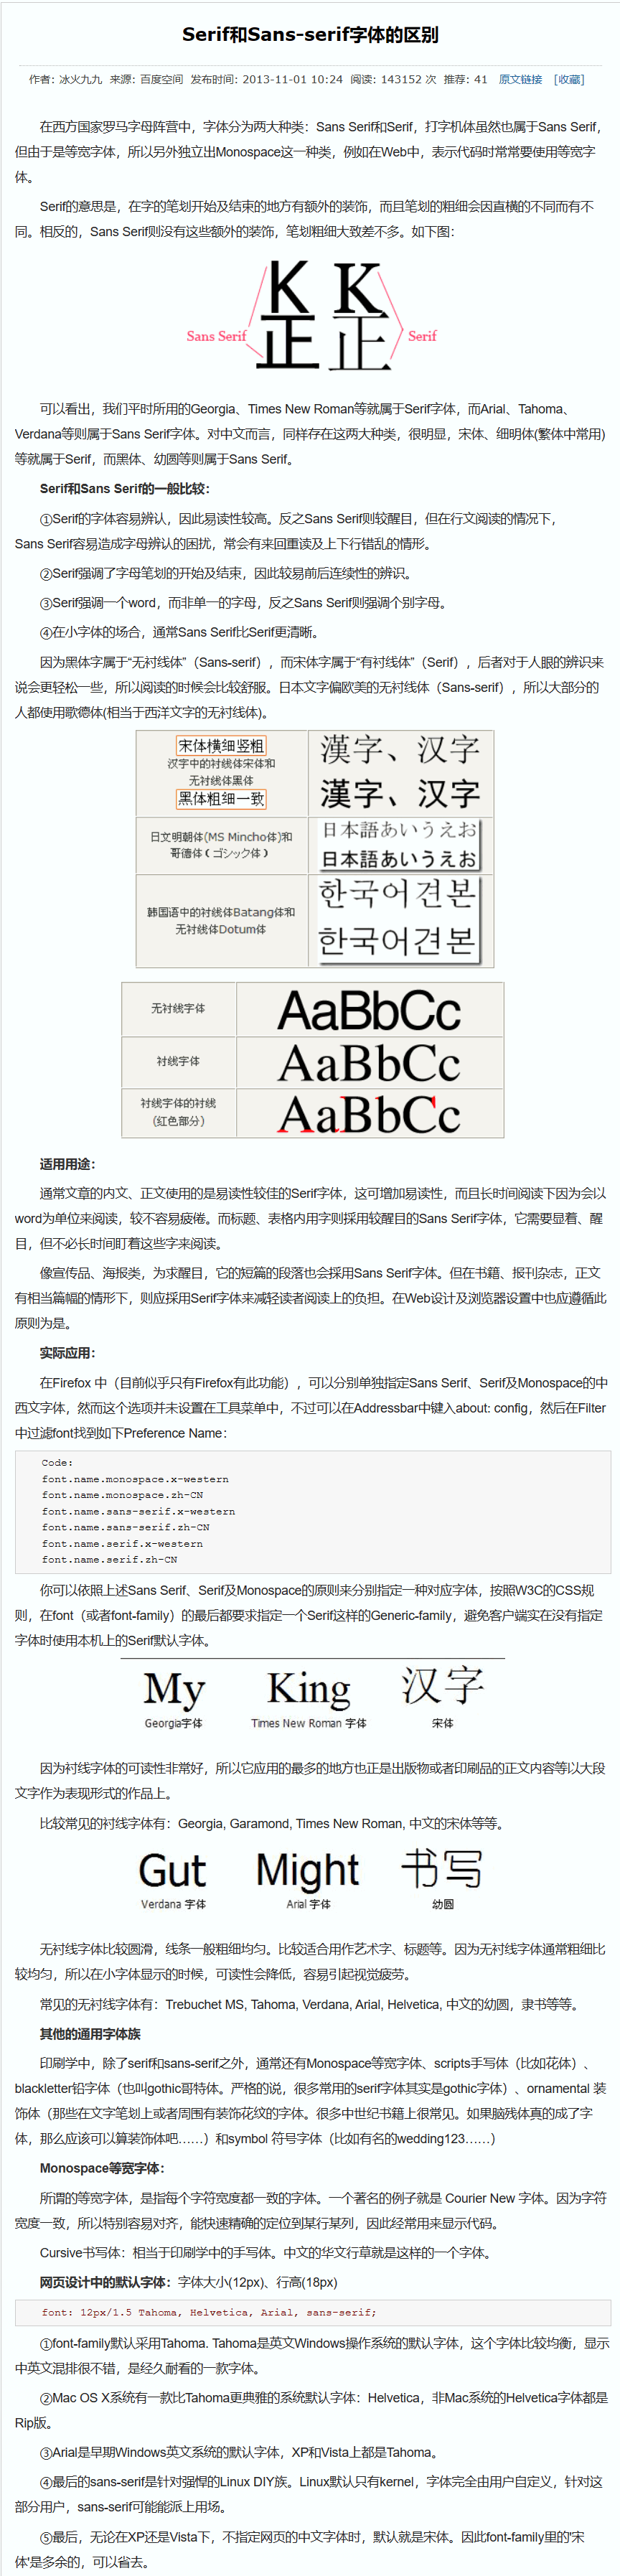 Serif和Sans-serif字体的区别
作者: 冰火九九 来源: 百度空间 发布时间: 2013-11-01 10:24 阅读: 143152 次 推荐: 41 原文链接 [收藏]
在西方国家罗马字母阵营中，字体分为两大种类：Sans Serif和Serif，打字机体虽然也属于Sans Serif，
但由于是等宽字体，所以另外独立出Monospace这一种类，例如在Web中，表示代码时常常要使用等宽字
体。
Serif的意思是，在字的笔划开始及结束的地方有额外的装饰，而且笔划的粗细会因直横的不同而有不
同。相反的，Sans Serif则没有这些额外的装饰，笔划粗细大致差不多。如下图：
K K
Sans Serif 正 正 Serif
可以看出，我们平时所用的Georgia、Times New Roman等就属于Serif字体，而Arial、Tahoma、
Verdana等则属于Sans Serif字体。对中文而言，同样存在这两大种类，很明显，宋体、细明体(繁体中常用)
等就属于Serif，而黑体、幼圆等则属于Sans Serif。
Serif和Sans Serif的一般比较：
①Serif的字体容易辨认，因此易读性较高。反之Sans Serif则较醒目，但在行文阅读的情况下，
Sans Serif容易造成字母辨认的困扰，常会有来回重读及上下行错乱的情形。
②Serif强调了字母笔划的开始及结束，因此较易前后连续性的辨识。
③Serif强调一个word，而非单一的字母，反之Sans Serif则强调个别字母。
④在小字体的场合，通常Sans Serif比Serif更清晰。
因为黑体字属于“无衬线体”（Sans-serif），而宋体字属于“有衬线体”（Serif），后者对于人眼的辨识来
说会更轻松一些，所以阅读的时候会比较舒服。日本文字偏欧美的无衬线体（Sans-serif），所以大部分的
人都使用歌德体(相当于西洋文字的无衬线体)。
宋体横细竖粗
汉字中的衬线体宋体和
无衬线体黑体
黑体粗细一致
漢字、汉字
漢字、汉字
日文明朝体(MS Mincho体)和
哥德体（ゴシック体）
日本語あいうえお
日本語あいうえお
韩国语中的衬线体Batang体和
无衬线体Dotum体
한국어견본
한국어견본
无衬线字体 AaBbCc
衬线字体 AaBbCc
衬线字体的衬线
(红色部分)
AaBbCc
适用用途：
通常文章的内文、正文使用的是易读性较佳的Serif字体，这可增加易读性，而且长时间阅读下因为会以
word为单位来阅读，较不容易疲倦。而标题、表格内用字则采用较醒目的Sans Serif字体，它需要显着、醒
目，但不必长时间盯着这些字来阅读。
像宣传品、海报类，为求醒目，它的短篇的段落也会採用Sans Serif字体。但在书籍、报刊杂志，正文
有相当篇幅的情形下，则应採用Serif字体来减轻读者阅读上的负担。在Web设计及浏览器设置中也应遵循此
原则为是。
实际应用：
在Firefox 中（目前似乎只有Firefox有此功能），可以分别单独指定Sans Serif、Serif及Monospace的中
西文字体，然而这个选项并未设置在工具菜单中，不过可以在Addressbar中键入about: config，然后在Filter
中过滤font找到如下Preference Name：
Code:
font.name.monospace.x-western
font.name.monospace.zh-CN
font.name.sans-serif.x-western
font.name.sans-serif.zh-CN
font.name.serif.x-western
font.name.serif.zh-CN
你可以依照上述Sans Serif、Serif及Monospace的原则来分别指定一种对应字体，按照W3C的CSS规
则，在font（或者font-family）的最后都要求指定一个Serif这样的Generic-family，避免客户端实在没有指定
字体时使用本机上的Serif默认字体。
My King 汉字
Georgia字体 Times New Roman 字体 宋体
因为衬线字体的可读性非常好，所以它应用的最多的地方也正是出版物或者印刷品的正文内容等以大段
文字作为表现形式的作品上。
比较常见的衬线字体有：Georgia, Garamond, Times New Roman, 中文的宋体等等。
Gut Might 书写
Verdana 字体 Arial 字体 幼圆
无衬线字体比较圆滑，线条一般粗细均匀。比较适合用作艺术字、标题等。因为无衬线字体通常粗细比
较均匀，所以在小字体显示的时候，可读性会降低，容易引起视觉疲劳。
常见的无衬线字体有：Trebuchet MS, Tahoma, Verdana, Arial, Helvetica, 中文的幼圆，隶书等等。
其他的通用字体族
印刷学中，除了serif和sans-serif之外，通常还有Monospace等宽字体、scripts手写体（比如花体）、
blackletter铅字体（也叫gothic哥特体。严格的说，很多常用的serif字体其实是gothic字体）、ornamental 装
饰体（那些在文字笔划上或者周围有装饰花纹的字体。很多中世纪书籍上很常见。如果脑残体真的成了字
体，那么应该可以算装饰体吧……）和symbol 符号字体（比如有名的wedding123……）
Monospace等宽字体：
所谓的等宽字体，是指每个字符宽度都一致的字体。一个著名的例子就是 Courier New 字体。因为字符
宽度一致，所以特别容易对齐，能快速精确的定位到某行某列，因此经常用来显示代码。
Cursive书写体：相当于印刷学中的手写体。中文的华文行草就是这样的一个字体。
网页设计中的默认字体：字体大小(12px)、行高(18px)
font: 12px/1.5 Tahoma, Helvetica, Arial, sans-serif;
①font-family默认采用Tahoma. Tahoma是英文Windows操作系统的默认字体，这个字体比较均衡，显示
中英文混排很不错，是经久耐看的一款字体。
②Mac OS X系统有一款比Tahoma更典雅的系统默认字体：Helvetica，非Mac系统的Helvetica字体都是
Rip版。
③Arial是早期Windows英文系统的默认字体，XP和Vista上都是Tahoma。
④最后的sans-serif是针对强悍的Linux DIY族。Linux默认只有kernel，字体完全由用户自定义，针对这
部分用户，sans-serif可能能派上用场。
⑤最后，无论在XP还是Vista下，不指定网页的中文字体时，默认就是宋体。因此font-family里的'宋
体'是多余的，可以省去。